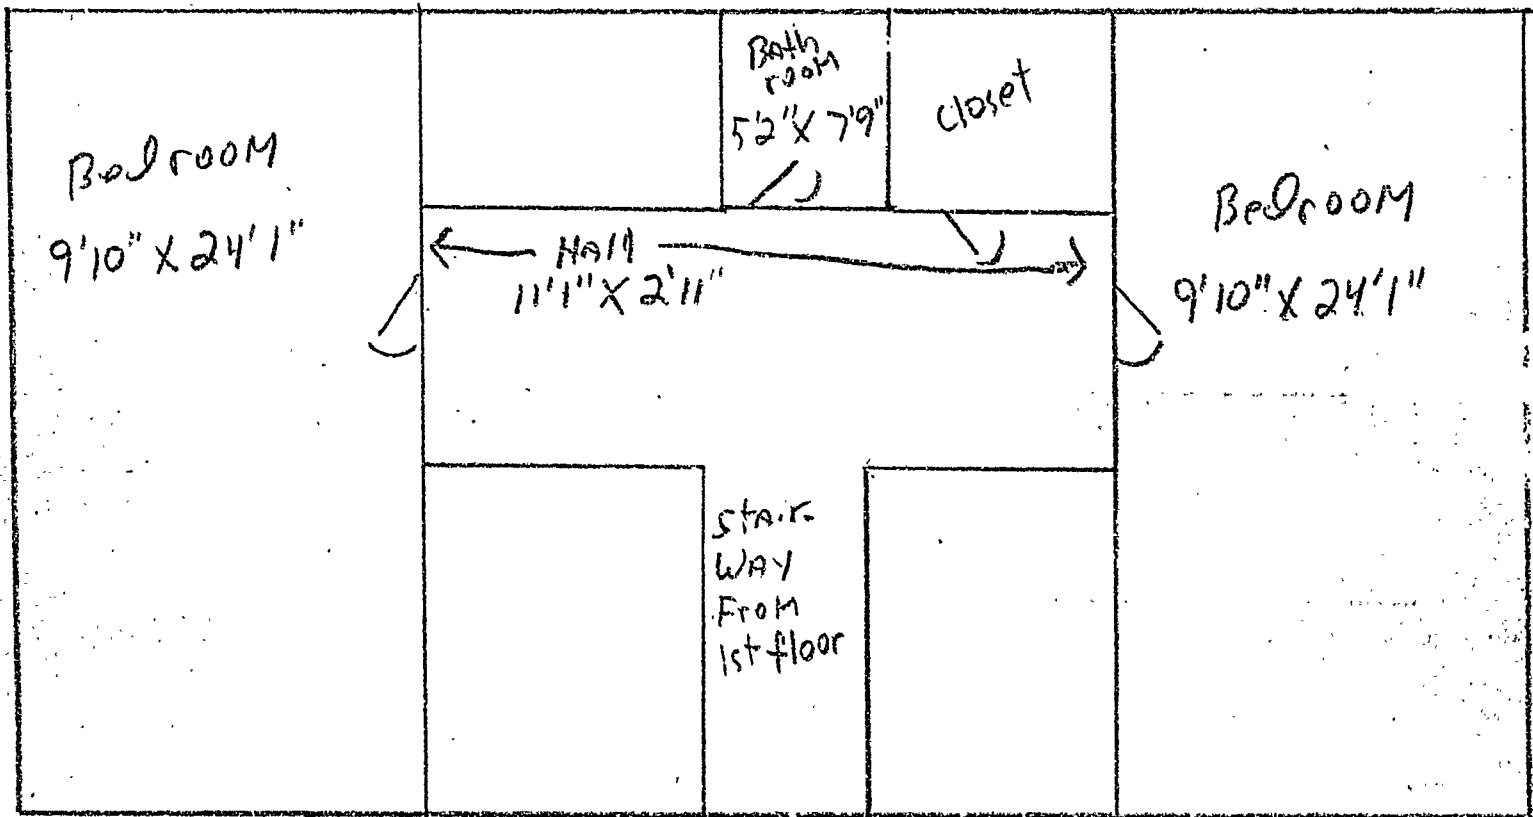 Bedroom
9'10" X 24'1"
Bath
room
5'2" X 7'9"
closet
Hall
11'1" X 2'11"
Bedroom
9'10" X 24'1"
Stair-
WAY
From
1st floor